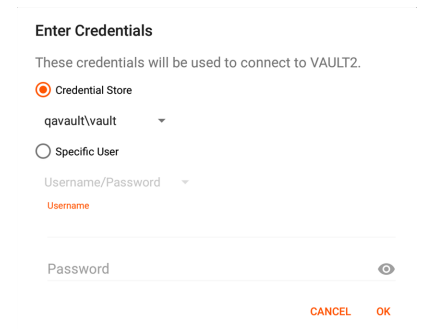 Enter Credentials
These credentials will be used to connect to VAULT2.
Credential Store
qavault\vault
Specific User
Username/Password
Username
Password
CANCEL OK